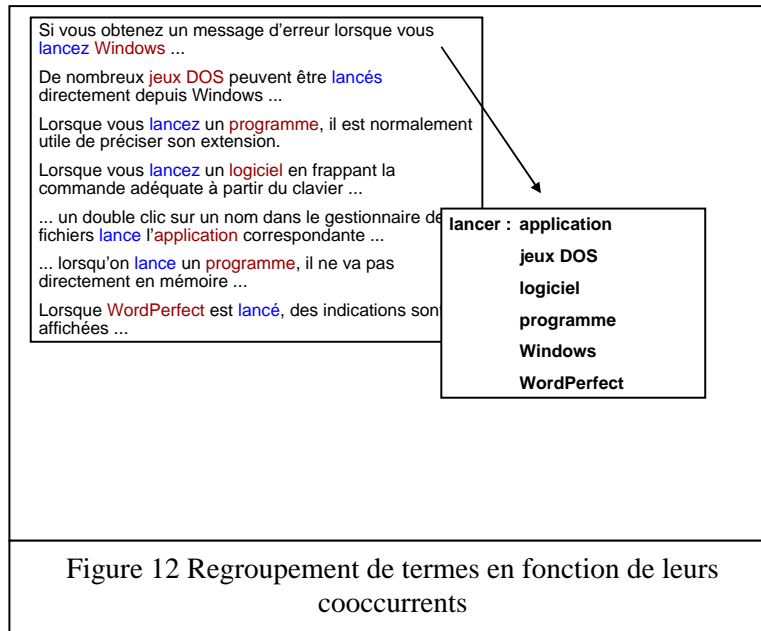 Si vous obtenez un message d'erreur lorsque vous
lancez Windows ...
De nombreux jeux DOS peuvent être lancés
directement depuis Windows ...
Lorsque vous lancez un programme, il est normalement
utile de préciser son extension.
Lorsque vous lancez un logiciel en frappant la
commande adéquate à partir du clavier ...
... un double clic sur un nom dans le gestionnaire de
fichiers lance l'application correspondante ...
... lorsqu'on lance un programme, il ne va pas
directement en mémoire ...
Lorsque WordPerfect est lancé, des indications sont
affichées ...
lancer : application
jeux DOS
logiciel
programme
Windows
WordPerfect
Figure 12 Regroupement de termes en fonction de leurs
cooccurrents